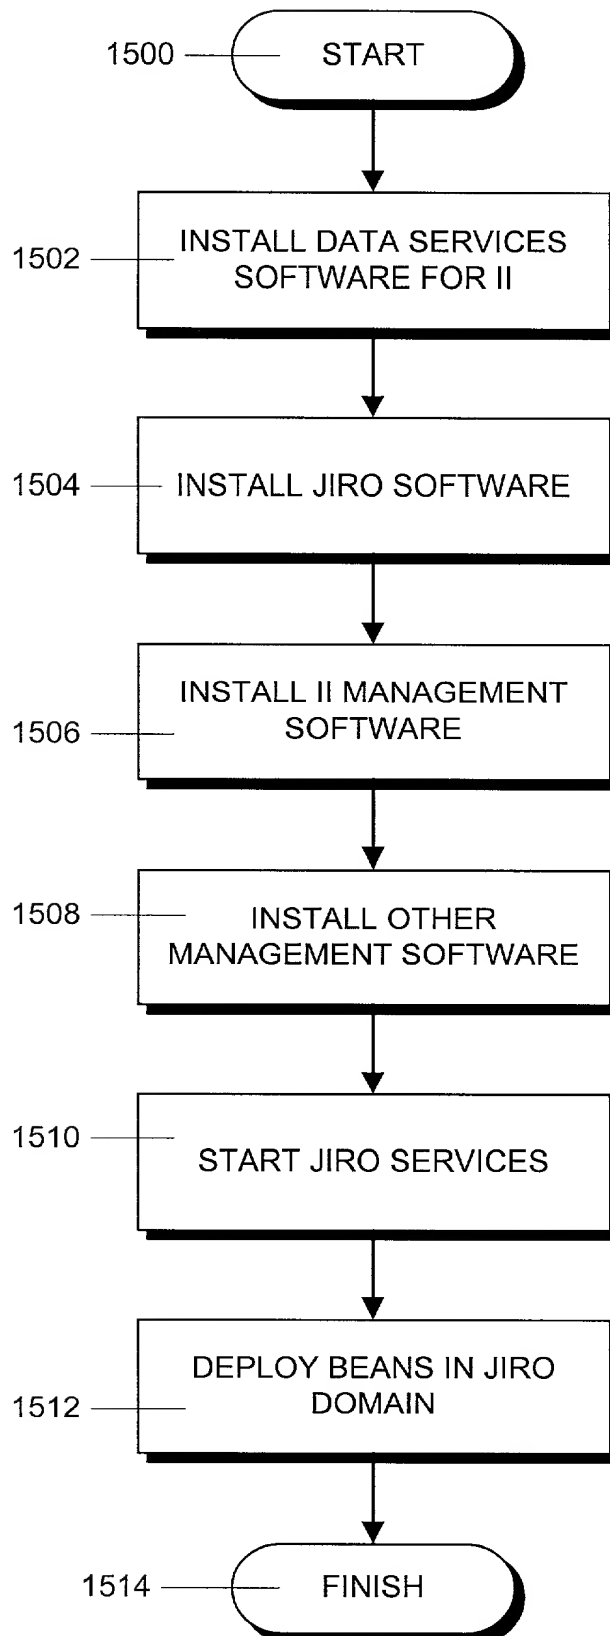 1500
START
1502
INSTALL DATA SERVICES
SOFTWARE FOR II
1504
INSTALL JIRO SOFTWARE
1506
INSTALL II MANAGEMENT
SOFTWARE
1508
INSTALL OTHER
MANAGEMENT SOFTWARE
1510
START JIRO SERVICES
1512
DEPLOY BEANS IN JIRO
DOMAIN
1514
FINISH